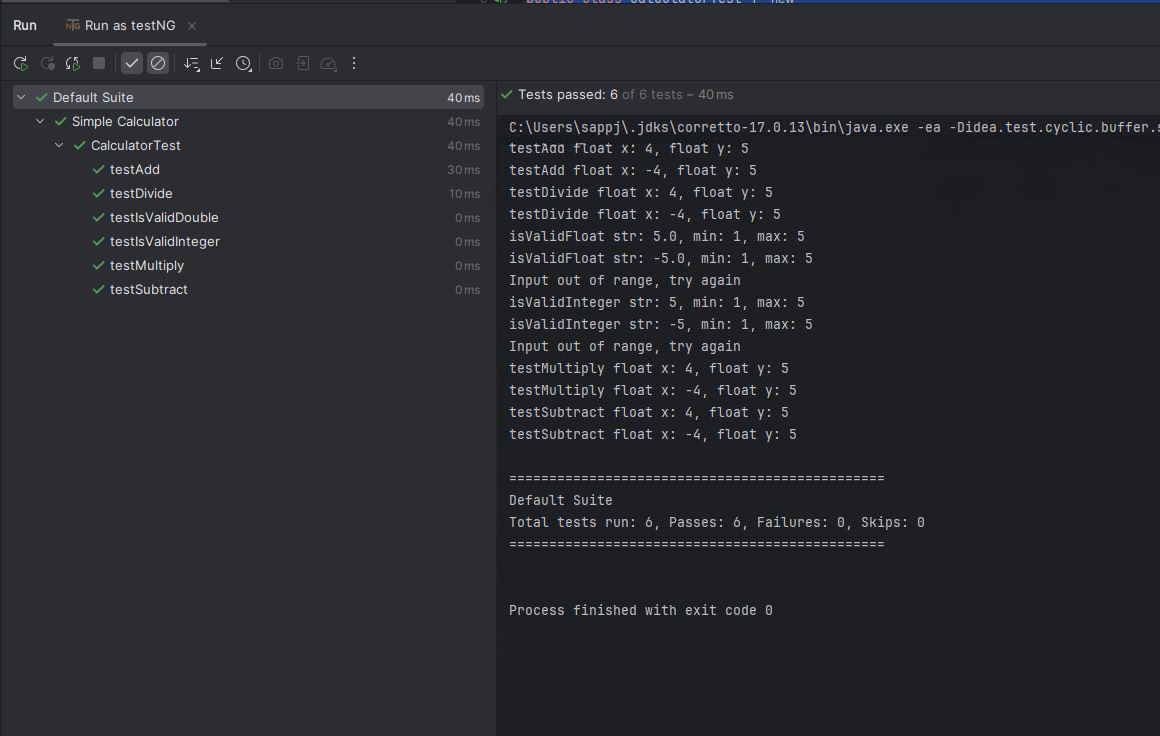 public class CalculatorTest { new
Run
Run as testNG
Default Suite 40 ms
Simple Calculator 40 ms
CalculatorTest 40 ms
testAdd 30 ms
testDivide 10 ms
testIsValidDouble 0 ms
testIsValidInteger 0 ms
testMultiply 0 ms
testSubtract 0 ms
Tests passed: 6 of 6 tests – 40 ms
C:\Users\sappj\.jdks\corretto-17.0.13\bin\java.exe -ea -Didea.test.cyclic.buffer.s
testAdd float x: 4, float y: 5
testAdd float x: -4, float y: 5
testDivide float x: 4, float y: 5
testDivide float x: -4, float y: 5
isValidFloat str: 5.0, min: 1, max: 5
isValidFloat str: -5.0, min: 1, max: 5
Input out of range, try again
isValidInteger str: 5, min: 1, max: 5
isValidInteger str: -5, min: 1, max: 5
Input out of range, try again
testMultiply float x: 4, float y: 5
testMultiply float x: -4, float y: 5
testSubtract float x: 4, float y: 5
testSubtract float x: -4, float y: 5
===============================================
Default Suite
Total tests run: 6, Passes: 6, Failures: 0, Skips: 0
===============================================
Process finished with exit code 0